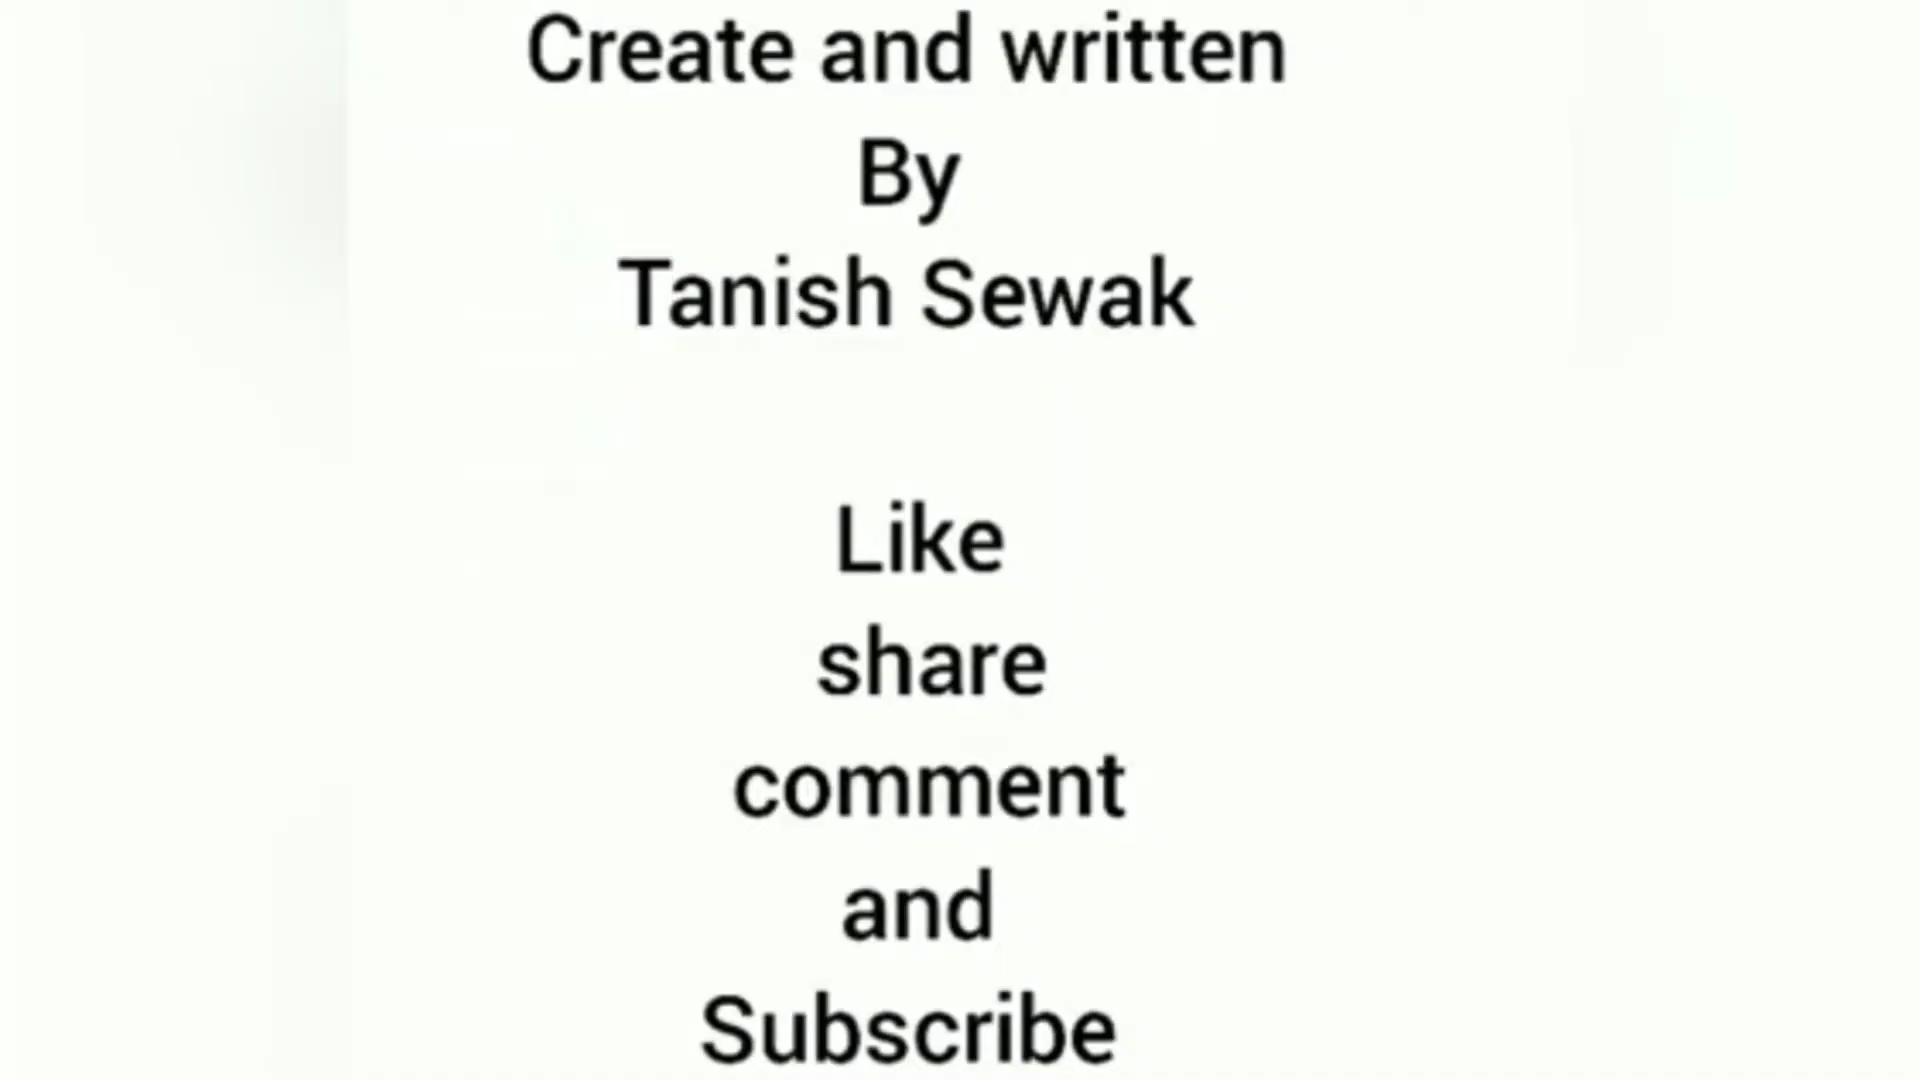 Create and written
By
Tanish Sewak
Like
share
comment
and
Subscribe